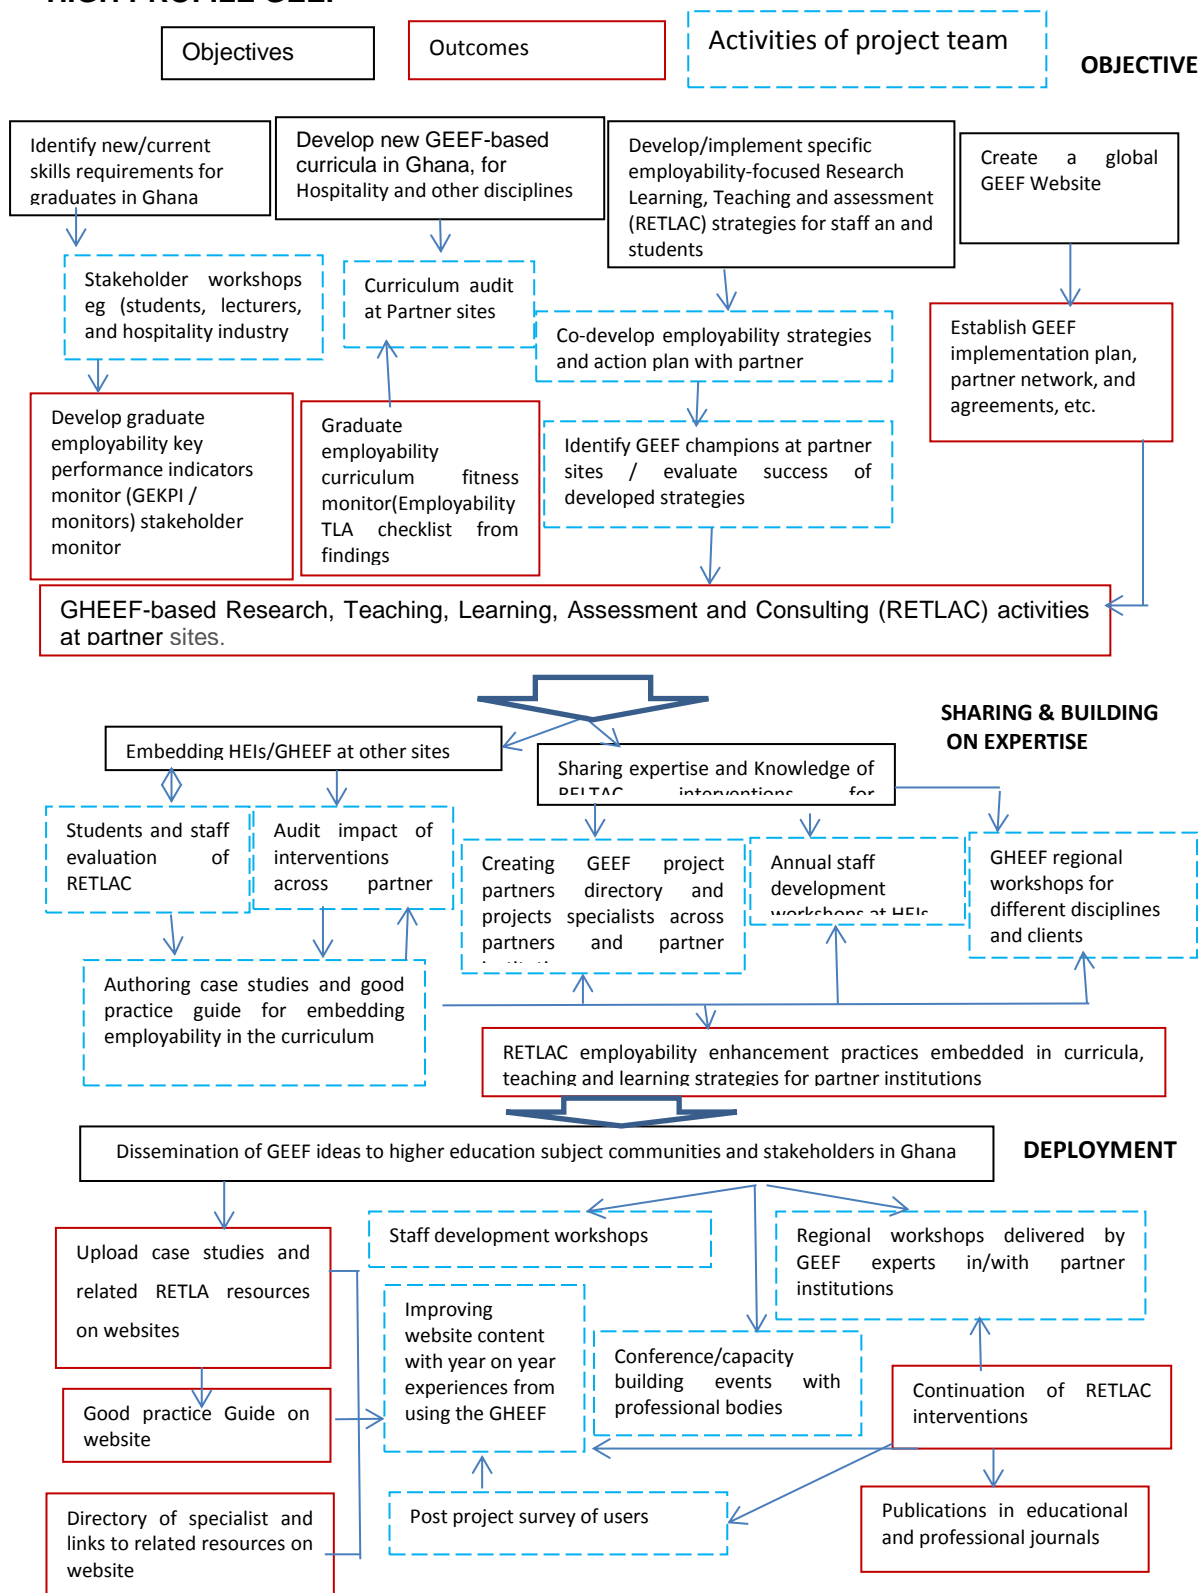 Objectives
Outcomes
Activities of project team
OBJECTIVE
Identify new/current
skills requirements for
graduates in Ghana
Develop new GEEF-based
curricula in Ghana, for
Hospitality and other disciplines
Develop/implement specific
employability-focused Research
Learning, Teaching and assessment
(RETLAC) strategies for staff an and
students
Create a global
GEEF Website
Stakeholder workshops
eg (students, lecturers,
and hospitality industry
Curriculum audit
at Partner sites
Co-develop employability strategies
and action plan with partner
Establish GEEF
implementation plan,
partner network, and
agreements, etc.
Develop graduate
employability key
performance indicators
monitor (GEKPI /
monitors) stakeholder
monitor
Graduate
employability
curriculum fitness
monitor(Employability
TLA checklist from
findings
Identify GEEF champions at partner
sites / evaluate success of
developed strategies
GHEEF-based Research, Teaching, Learning, Assessment and Consulting (RETLAC) activities
at partner sites.
SHARING & BUILDING
ON EXPERTISE
Embedding HEIs/GHEEF at other sites
Sharing expertise and Knowledge of
RELTAC interventions for
Students and staff
evaluation of
RETLAC
Audit impact of
interventions
across partner
Creating GEEF project
partners directory and
projects specialists across
partners and partner
Annual staff
development
workshops at HEIs
GHEEF regional
workshops for
different disciplines
and clients
Authoring case studies and good
practice guide for embedding
employability in the curriculum
RETLAC employability enhancement practices embedded in curricula,
teaching and learning strategies for partner institutions
Dissemination of GEEF ideas to higher education subject communities and stakeholders in Ghana
DEPLOYMENT
Upload case studies and
related RETLA resources
on websites
Staff development workshops
Regional workshops delivered by
GEEF experts in/with partner
institutions
Improving
website content
with year on year
experiences from
using the GHEEF
Conference/capacity
building events with
professional bodies
Good practice Guide on
website
Continuation of RETLAC
interventions
Directory of specialist and
links to related resources on
website
Post project survey of users
Publications in educational
and professional journals